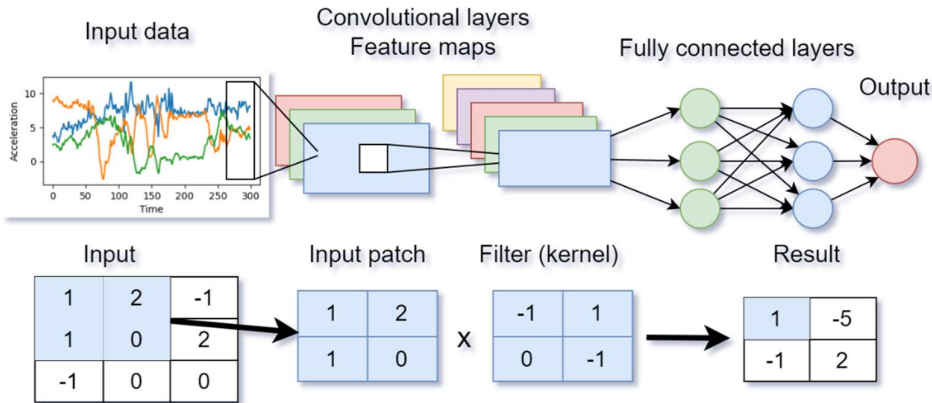 Input data
Convolutional layers
Feature maps
Fully connected layers
Output
Acceleration
10
5
0
0 50 100 150 200 250 300
Time
Input
Input patch
Filter (kernel)
Result
1 2 -1
1 0 2
-1 0 0
1 2
1 0
x
-1 1
0 -1
1 -5
-1 2